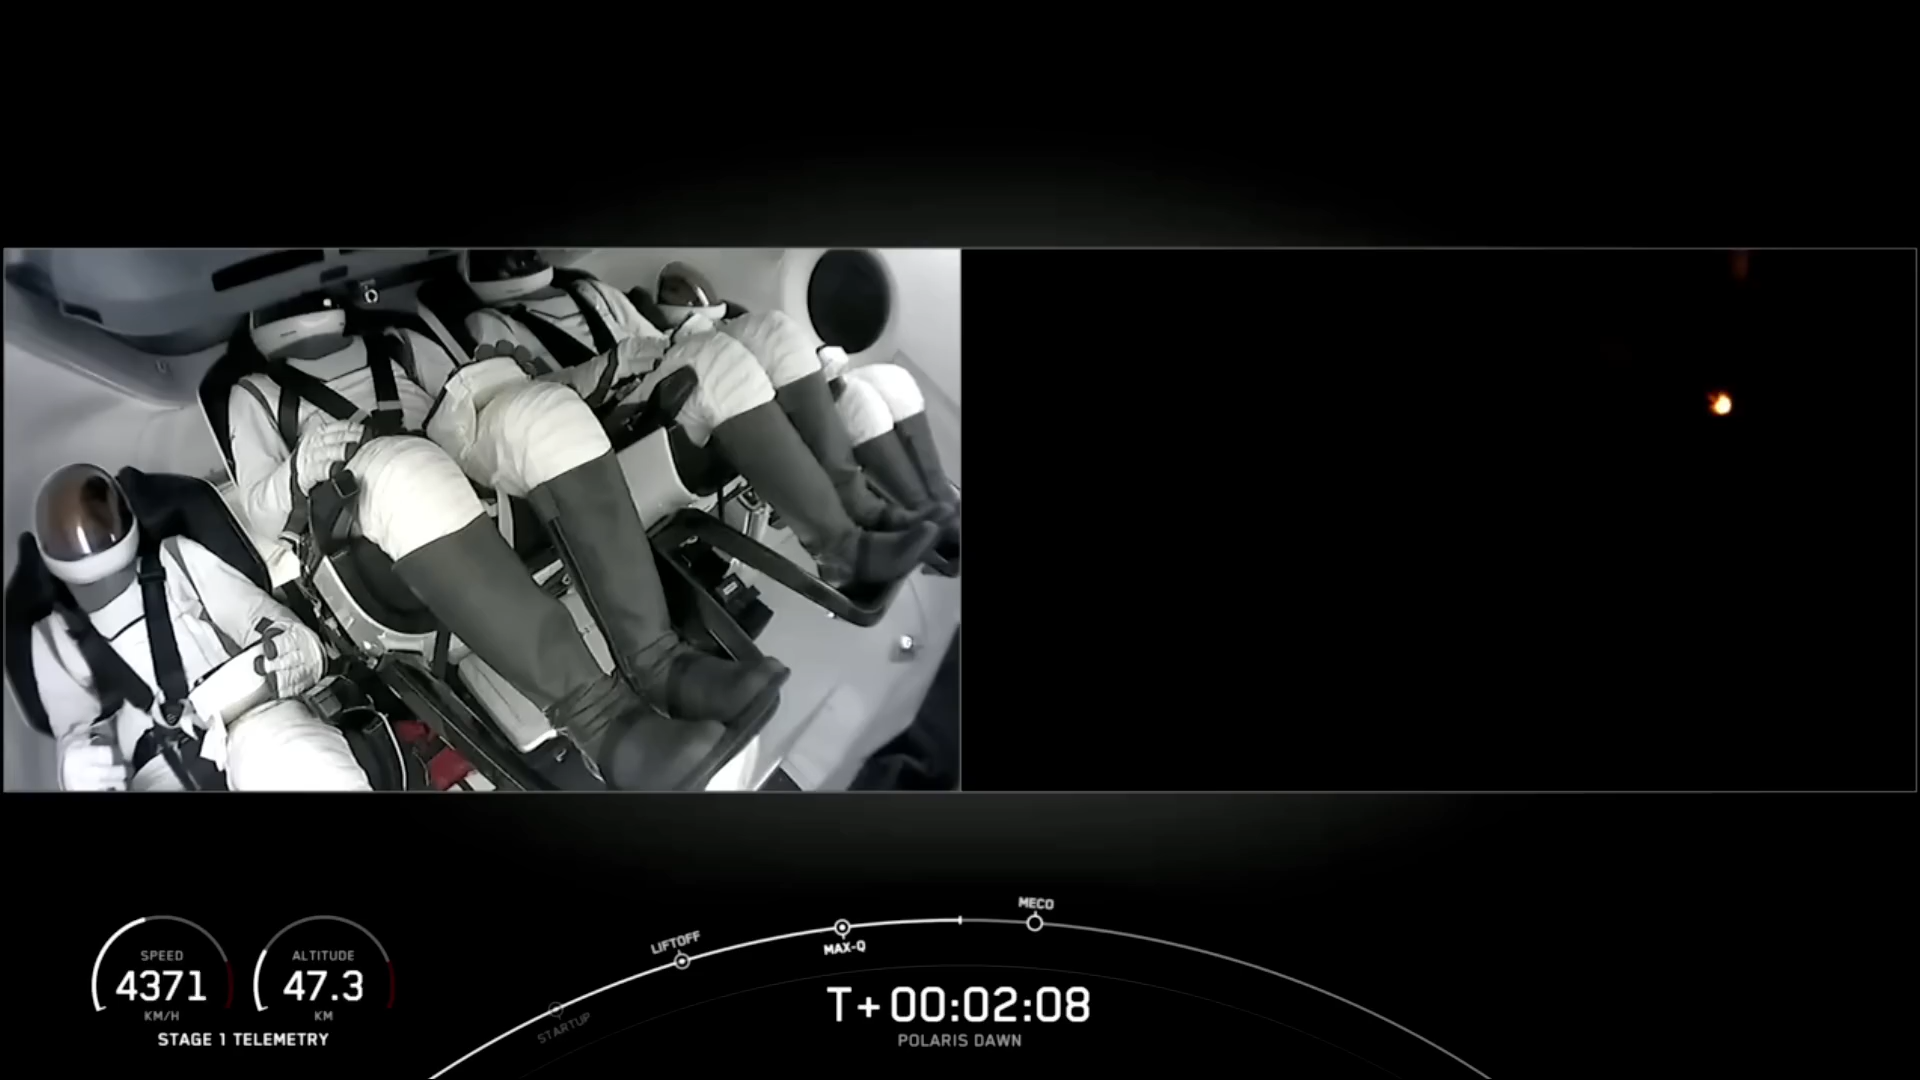 MECO
LIFTOFF
MAX-Q
STARTUP
SPEED
4371
KM/H
ALTITUDE
47.3
KM
STAGE 1 TELEMETRY
T+00:02:08
POLARIS DAWN